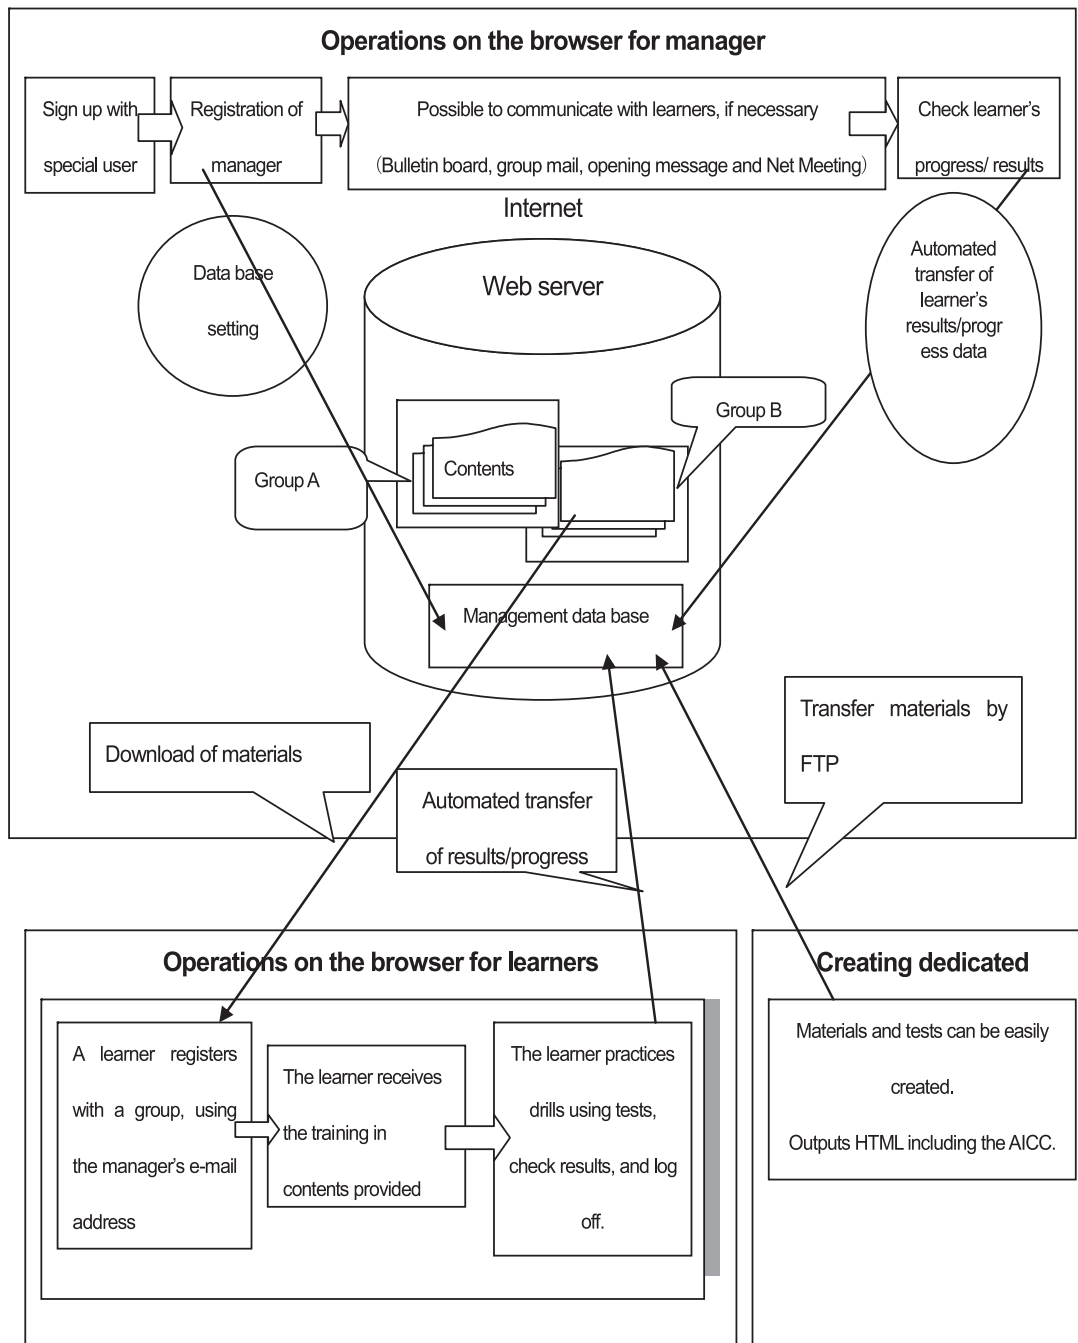 Operations on the browser for manager
Sign up with
special user
Registration of
manager
Possible to communicate with learners, if necessary
(Bulletin board, group mail, opening message and Net Meeting)
Check learner's
progress/ results
Internet
Data base
setting
Web server
Automated
transfer of
learner's
results/progr
ess data
Group B
Group A
Contents
Management data base
Transfer materials by
FTP
Download of materials
Automated transfer
of results/progress
Operations on the browser for learners
A learner registers
with a group, using
the manager's e-mail
address
The learner receives
the training in
contents provided
The learner practices
drills using tests,
check results, and log
off.
Creating dedicated
Materials and tests can be easily
created.
Outputs HTML including the AICC.